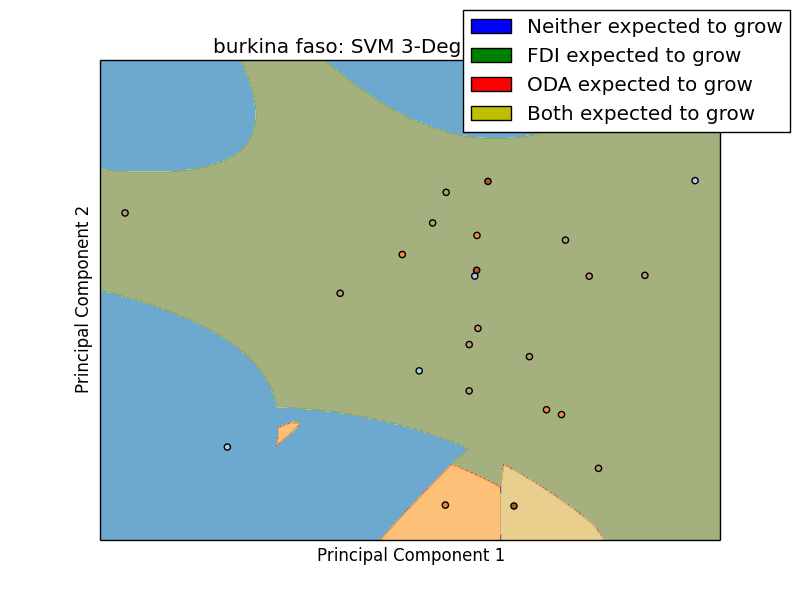 burkina faso: SVM 3-Deg
Neither expected to grow
FDI expected to grow
ODA expected to grow
Both expected to grow
Principal Component 2
Principal Component 1